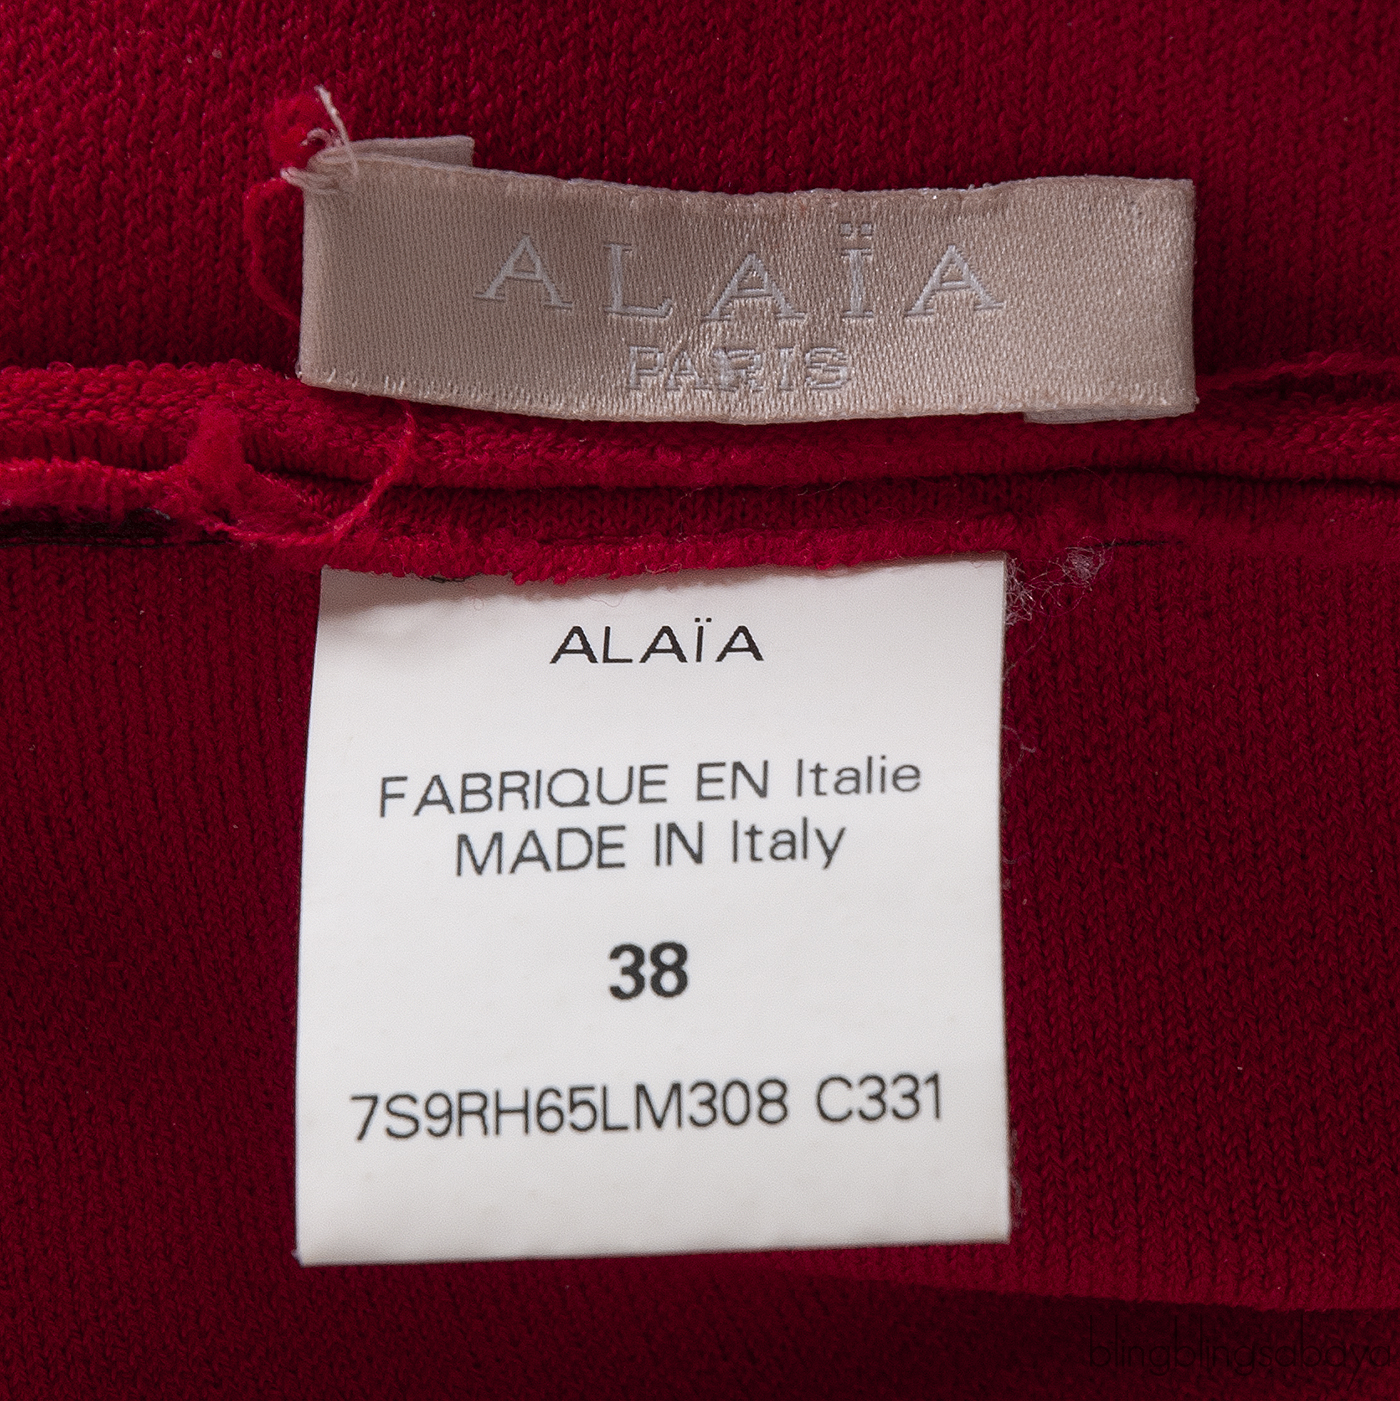 ALAÏA
PARIS
ALAÏA
FABRIQUE EN Italie
MADE IN Italy
38
7S9RH65LM308 C331